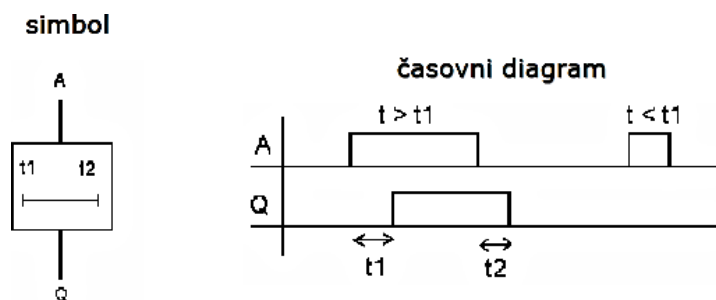 simbol
A
t1 t2
Q
časovni diagram
t > t1 t < t1
A
Q
t1 t2